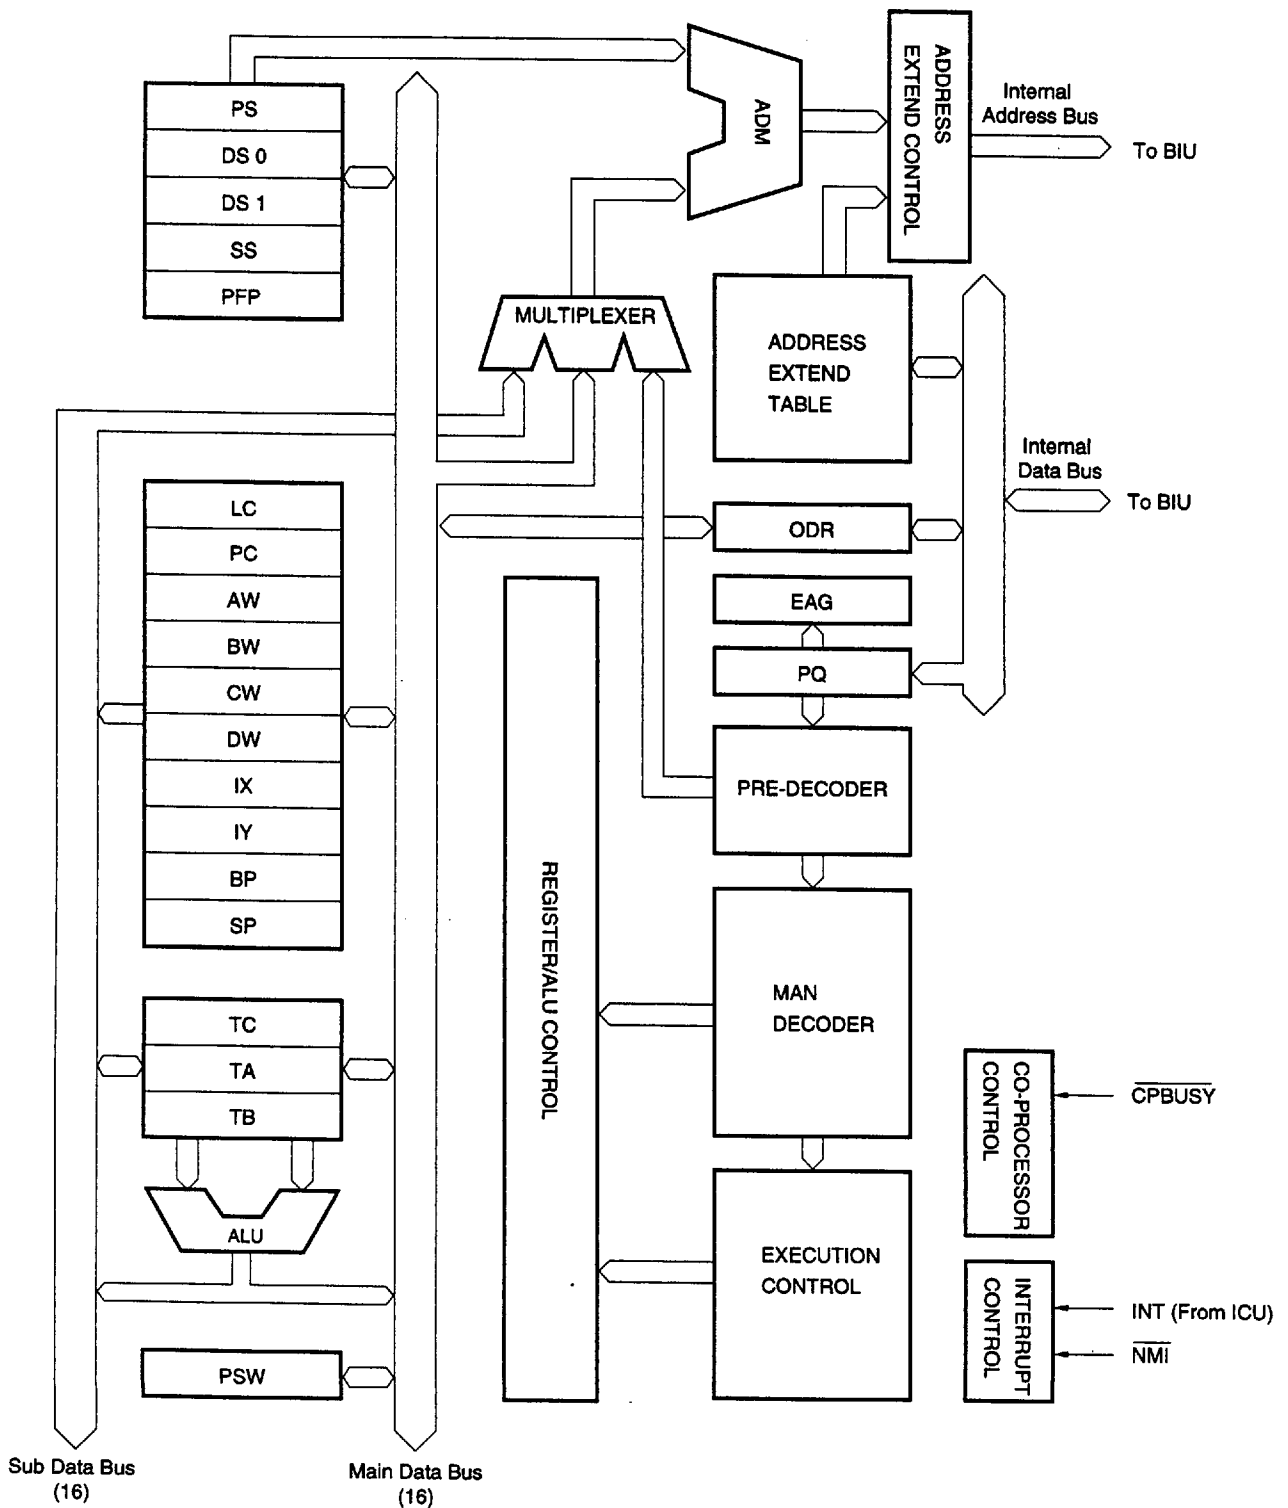 PS
DS 0
DS 1
SS
PFP
ADM
ADDRESS
EXTEND CONTROL
Internal
Address Bus
To BIU
MULTIPLEXER
ADDRESS
EXTEND
TABLE
Internal
Data Bus
To BIU
LC
PC
AW
BW
CW
DW
IX
IY
BP
SP
ODR
EAG
PQ
PRE-DECODER
REGISTER/ALU CONTROL
MAN
DECODER
TC
TA
TB
ALU
CO-PROCESSOR
CONTROL
CPBUSY
EXECUTION
CONTROL
INTERRUPT
CONTROL
INT (From ICU)
NMI
PSW
Sub Data Bus
(16)
Main Data Bus
(16)